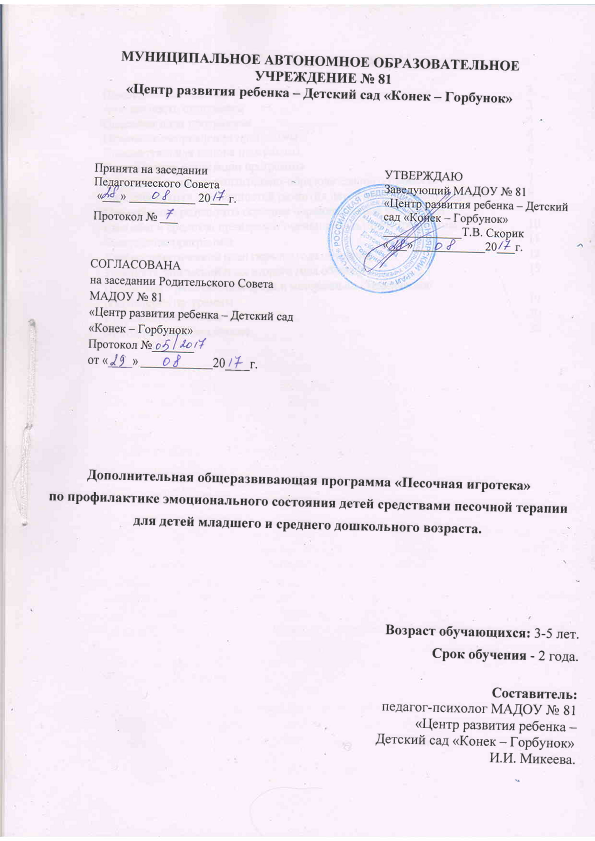 МУНИЦИПАЛЬНОЕ АВТОНОМНОЕ ОБРАЗОВАТЕЛЬНОЕ
УЧРЕЖДЕНИЕ № 81
«Центр развития ребенка – Детский сад «Конек – Горбунок»
Принята на заседании
Педагогического Совета
«28» 08 2017 г.
Протокол № 7
УТВЕРЖДАЮ
Заведующий МАДОУ № 81
«Центр развития ребенка – Детский
сад «Конек – Горбунок»
Т.В. Скорик
«28» 08 2017г.
СОГЛАСОВАНА
на заседании Родительского Совета
МАДОУ № 81
«Центр развития ребенка – Детский сад
«Конек – Горбунок»
Протокол № 05/2017
от «29» 08 2017 г.
Дополнительная общеразвивающая программа «Песочная игротека»
по профилактике эмоционального состояния детей средствами песочной терапии
для детей младшего и среднего дошкольного возраста.
Возраст обучающихся: 3-5 лет.
Срок обучения - 2 года.
Составитель:
педагог-психолог МАДОУ № 81
«Центр развития ребенка –
Детский сад «Конек – Горбунок»
И.И. Микеева.